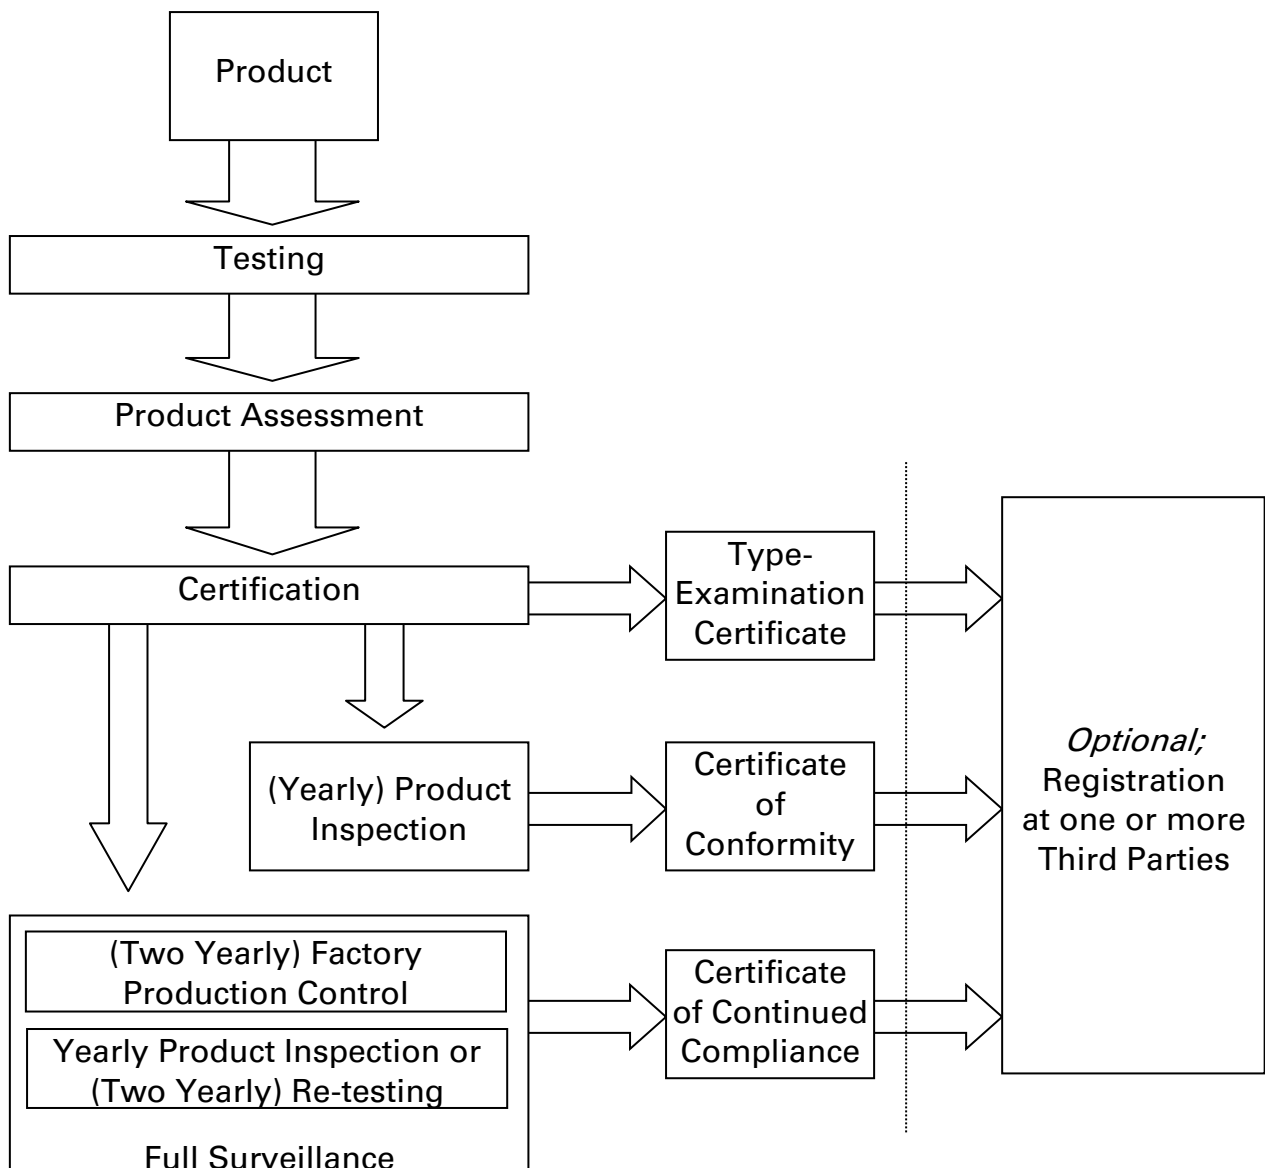 Product
Testing
Product Assessment
Certification
Type-
Examination
Certificate
(Yearly) Product
Inspection
Certificate
of
Conformity
Optional;
Registration
at one or more
Third Parties
(Two Yearly) Factory
Production Control
Yearly Product Inspection or
(Two Yearly) Re-testing
Full Surveillance
Certificate
of Continued
Compliance